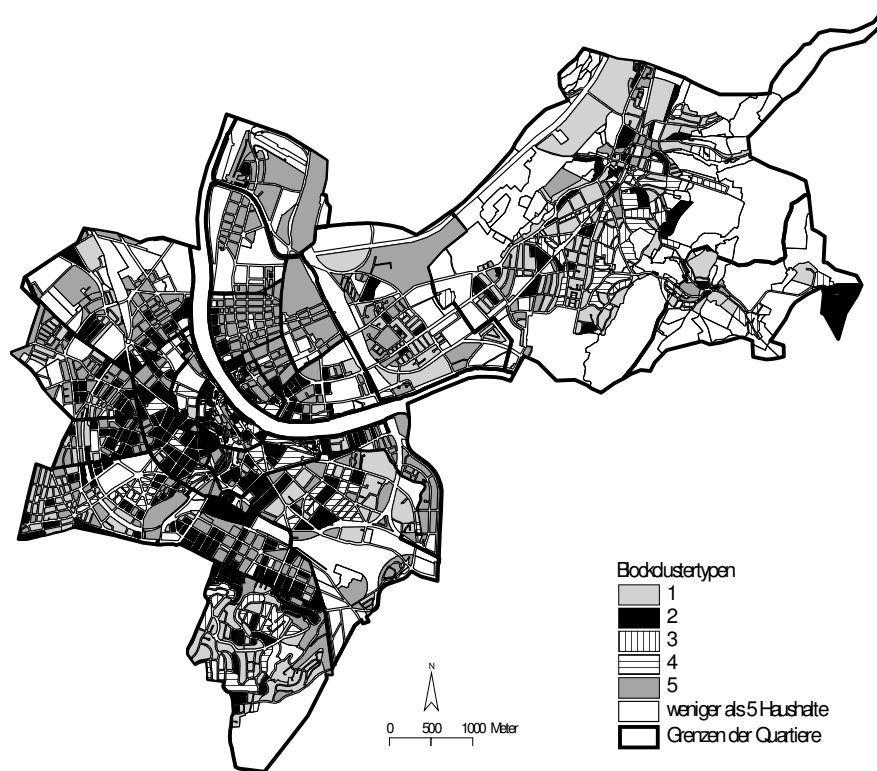 Blockclustertypen
1
2
3
4
5
weniger als 5 Haushalte
Grenzen der Quartiere
N
0 500 1000 Meter